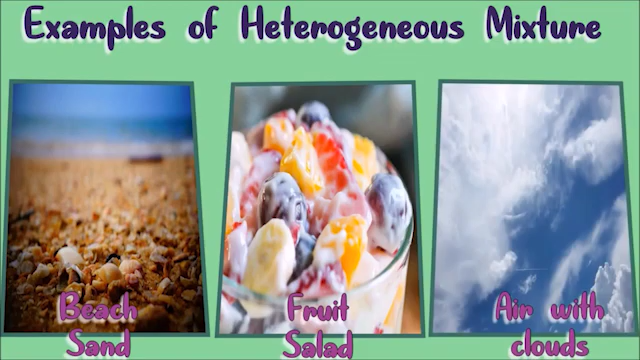 Examples of Heterogeneous Mixture
Beach
Sand
Fruit
Salad
Air with
clouds